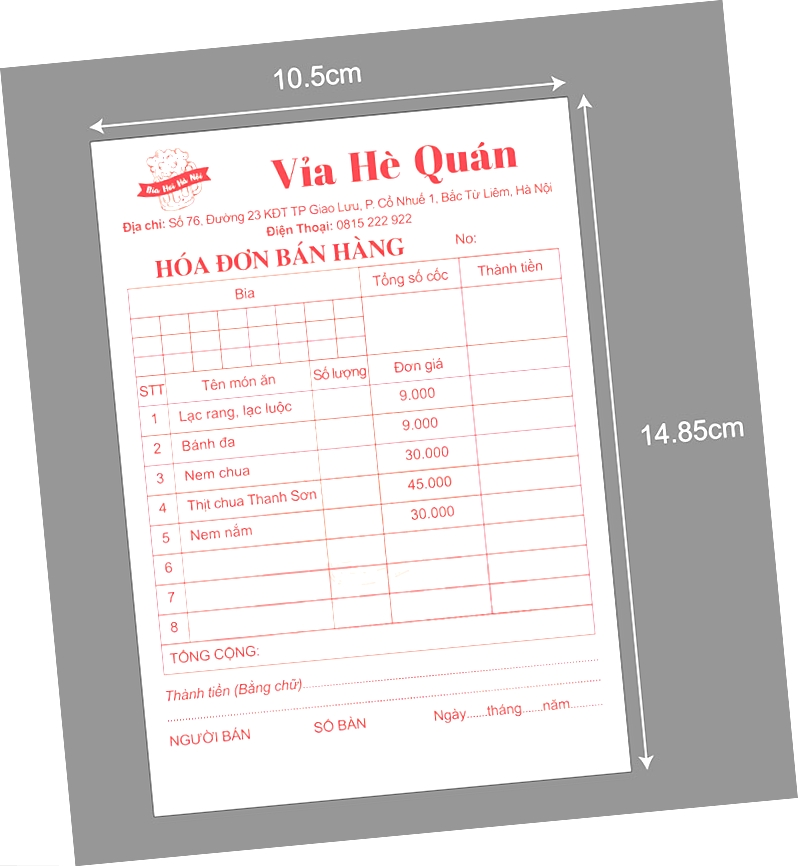 10.5cm
Bia Hơi Hà Nội
Vỉa Hè Quán
Địa chỉ: Số 76, Đường 23 KĐT TP Giao Lưu, P. Cổ Nhuế 1, Bắc Từ Liêm, Hà Nội
Điện Thoại: 0815 222 922
HÓA ĐƠN BÁN HÀNG No:
Bia Tổng số cốc Thành tiền
STT Tên món ăn Số lượng Đơn giá
1 Lạc rang, lạc luộc 9.000
2 Bánh đa 9.000
3 Nem chua 30.000
4 Thịt chua Thanh Sơn 45.000
5 Nem nắm 30.000
6
7
8
TỔNG CỘNG:
Thành tiền (Bằng chữ)
NGƯỜI BÁN SỐ BÀN Ngày.......tháng.......năm..........
14.85cm